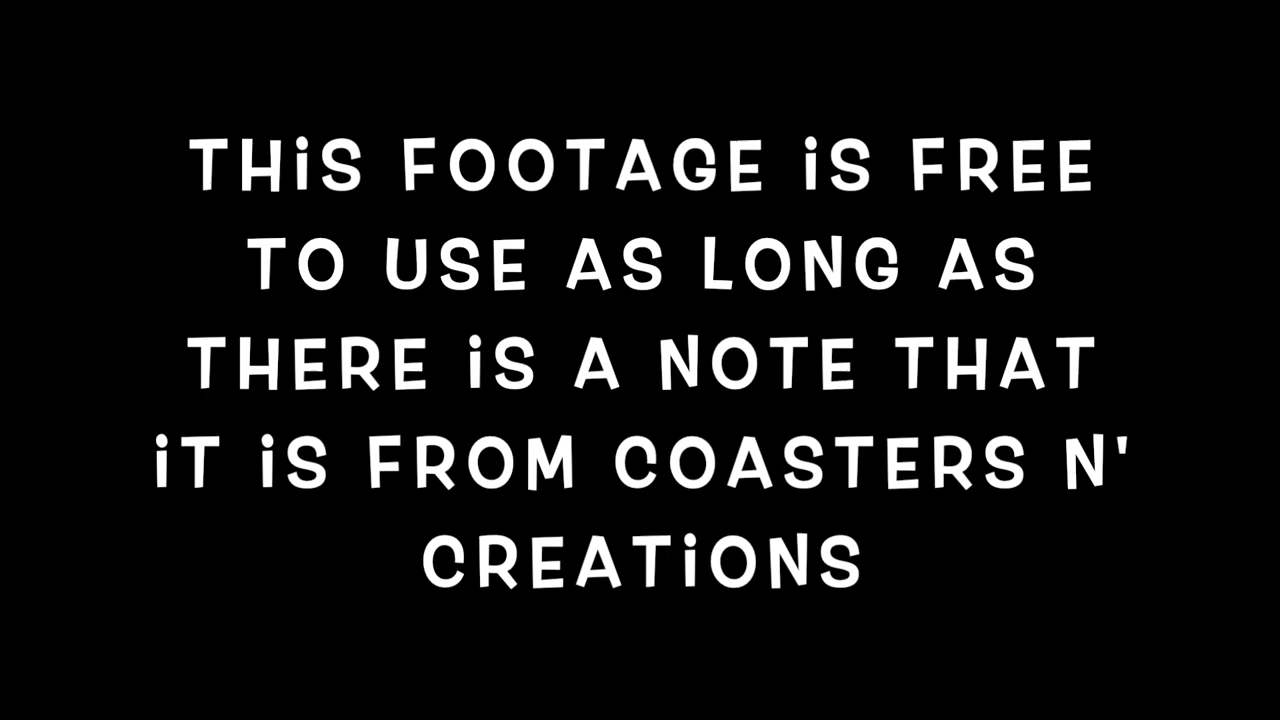 THiS FOOTAGE iS FREE
TO USE AS LONG AS
THERE iS A NOTE THAT
iT iS FROM COASTERS N'
CREATiONS